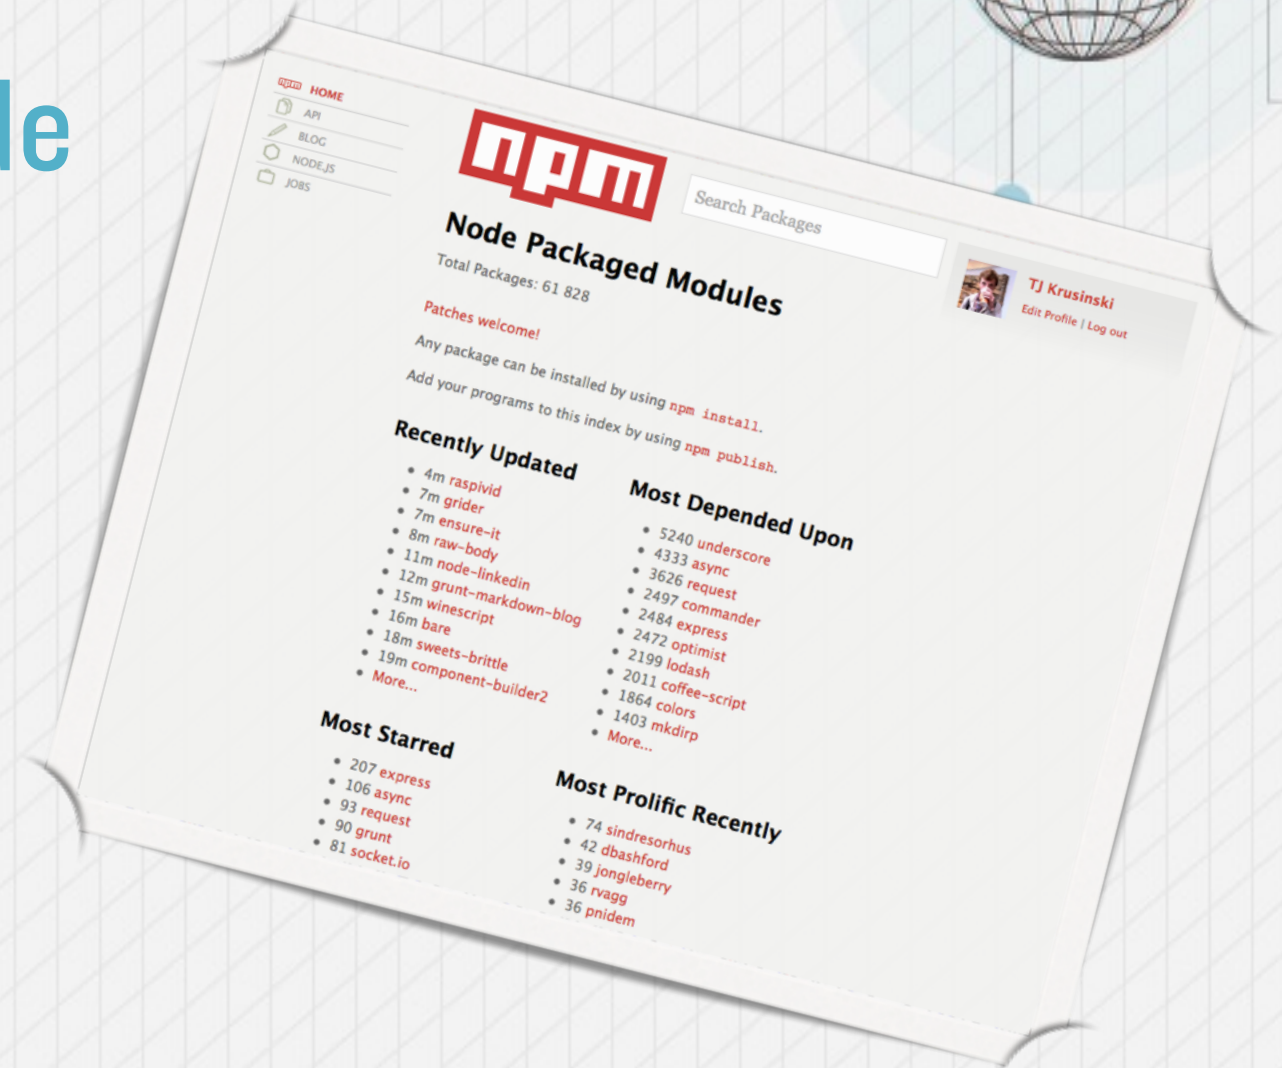 de
npm HOME
API
BLOG
NODE.JS
JOBS
npm
Search Packages
TJ Krusinski
Edit Profile | Log out
Node Packaged Modules
Total Packages: 61 828
Patches welcome!
Any package can be installed by using npm install.
Add your programs to this index by using npm publish.
Recently Updated
4m raspivid
7m grider
7m ensure-it
8m raw-body
11m node-linkedin
12m grunt-markdown-blog
15m winescript
16m bare
18m sweets-brittle
19m component-builder2
More...
Most Depended Upon
5240 underscore
4333 async
3626 request
2497 commander
2484 express
2472 optimist
2199 lodash
2011 coffee-script
1864 colors
1403 mkdirp
More...
Most Starred
207 express
106 async
93 request
90 grunt
81 socket.io
Most Prolific Recently
74 sindresorhus
42 dbashford
39 jongleberry
36 rvagg
36 pnidem